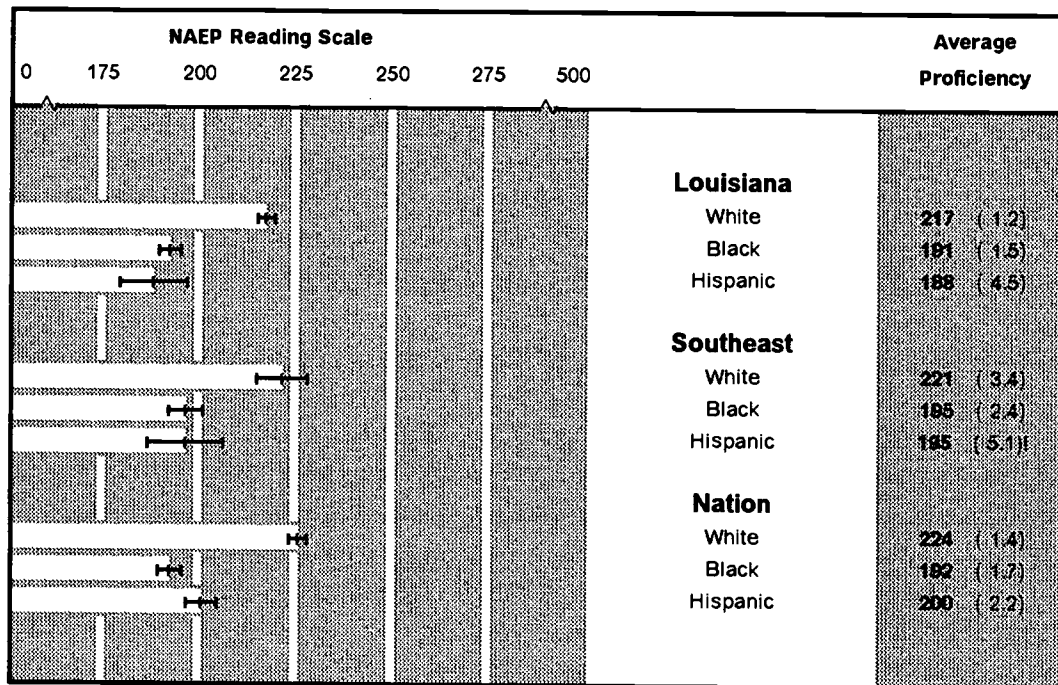 NAEP Reading Scale
Average
Proficiency
0 175 200 225 250 275 500
Louisiana
White 217 ( 1.2)
Black 191 ( 1.5)
Hispanic 188 ( 4.5)
Southeast
White 221 ( 3.4)
Black 195 ( 2.4)
Hispanic 195 ( 5.1)!
Nation
White 224 ( 1.4)
Black 192 ( 1.7)
Hispanic 200 ( 2.2)